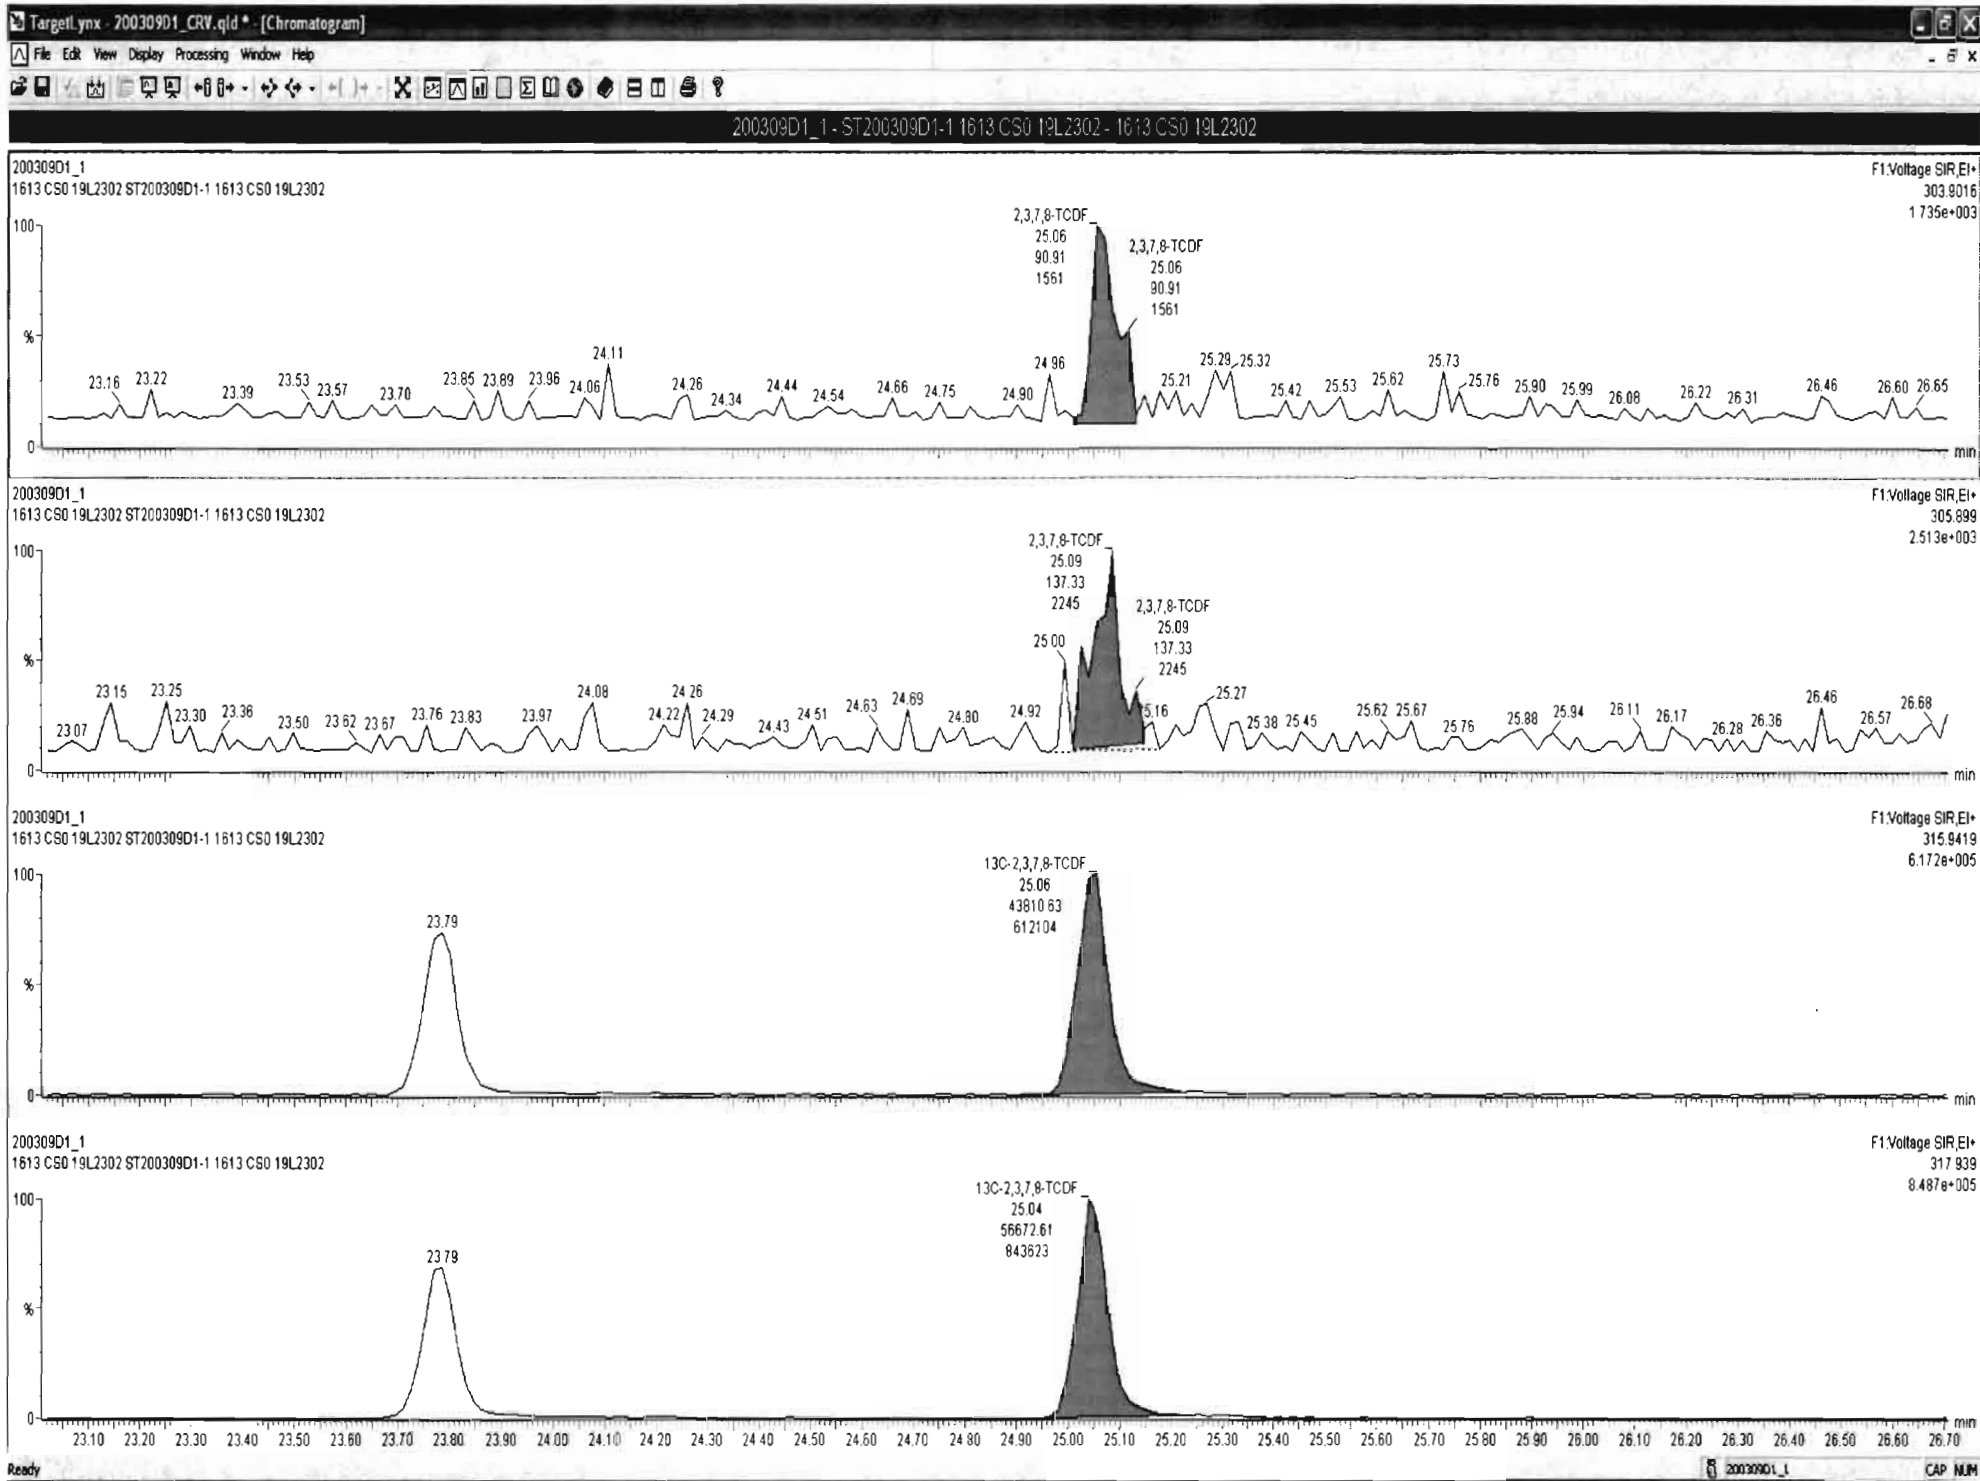 TargetLynx - 200309D1_CRV.qld * - [Chromatogram]
File Edit View Display Processing Window Help
200309D1_1 - ST200309D1-1 1613 CS0 19L2302 - 1613 CS0 19L2302
200309D1_1
1613 CS0 19L2302 ST200309D1-1 1613 CS0 19L2302
F1:Voltage SIR,EI+
303.9016
1.735e+003
2,3,7,8-TCDF
25.06
90.91
1561
2,3,7,8-TCDF
25.06
90.91
1561
100
%
0
23.16 23.22 23.39 23.53 23.57 23.70 23.85 23.89 23.96 24.06 24.11 24.26 24.34 24.44 24.54 24.66 24.75 24.90 24.96 25.21 25.29 25.32 25.42 25.53 25.62 25.73 25.76 25.90 25.99 26.08 26.22 26.31 26.46 26.60 26.65
min
200309D1_1
1613 CS0 19L2302 ST200309D1-1 1613 CS0 19L2302
F1:Voltage SIR,EI+
305.899
2.513e+003
2,3,7,8-TCDF
25.09
137.33
2245
2,3,7,8-TCDF
25.09
137.33
2245
100
%
0
23.07 23.15 23.25 23.30 23.36 23.50 23.62 23.67 23.76 23.83 23.97 24.08 24.22 24.26 24.29 24.43 24.51 24.63 24.69 24.80 24.92 25.00 25.16 25.27 25.38 25.45 25.62 25.67 25.76 25.88 25.94 26.11 26.17 26.28 26.36 26.46 26.57 26.68
min
200309D1_1
1613 CS0 19L2302 ST200309D1-1 1613 CS0 19L2302
F1:Voltage SIR,EI+
315.9419
6.172e+005
13C-2,3,7,8-TCDF
25.06
43810.63
612104
100
23.79
%
0
min
200309D1_1
1613 CS0 19L2302 ST200309D1-1 1613 CS0 19L2302
F1:Voltage SIR,EI+
317.939
8.487e+005
13C-2,3,7,8-TCDF
25.04
56672.61
843623
100
23.79
%
0
min
23.10 23.20 23.30 23.40 23.50 23.60 23.70 23.80 23.90 24.00 24.10 24.20 24.30 24.40 24.50 24.60 24.70 24.80 24.90 25.00 25.10 25.20 25.30 25.40 25.50 25.60 25.70 25.80 25.90 26.00 26.10 26.20 26.30 26.40 26.50 26.60 26.70
Ready
200309D1_1
CAP NUM